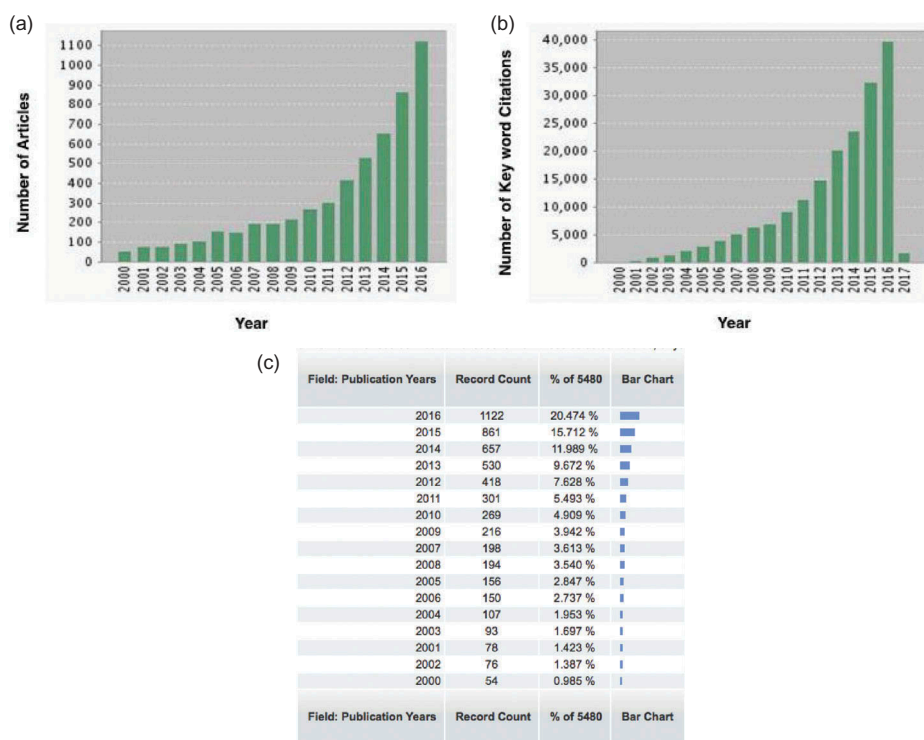 (a)
1100
1000
900
800
700
600
500
400
300
200
100
0
Number of Articles
2000 2001 2002 2003 2004 2005 2006 2007 2008 2009 2010 2011 2012 2013 2014 2015 2016
Year
(b)
40,000
35,000
30,000
25,000
20,000
15,000
10,000
5,000
0
Number of Key word Citations
2000 2001 2002 2003 2004 2005 2006 2007 2008 2009 2010 2011 2012 2013 2014 2015 2016 2017
Year
(c)
Field: Publication Years Record Count % of 5480 Bar Chart
2016 1122 20.474 %
2015 861 15.712 %
2014 657 11.989 %
2013 530 9.672 %
2012 418 7.628 %
2011 301 5.493 %
2010 269 4.909 %
2009 216 3.942 %
2007 198 3.613 %
2008 194 3.540 %
2005 156 2.847 %
2006 150 2.737 %
2004 107 1.953 %
2003 93 1.697 %
2001 78 1.423 %
2002 76 1.387 %
2000 54 0.985 %
Field: Publication Years Record Count % of 5480 Bar Chart